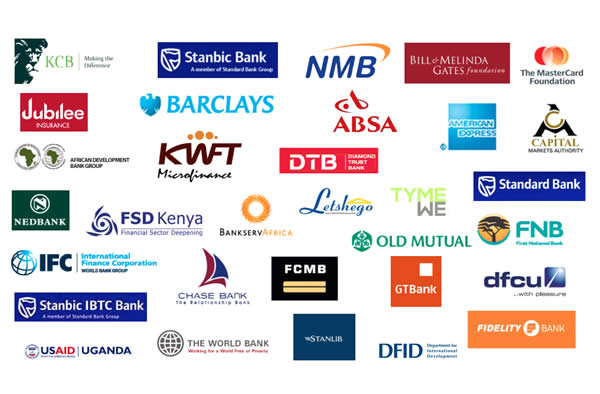 KCB
Making the
Difference
Stanbic Bank
A member of Standard Bank Group
NMB
BILL & MELINDA
GATES foundation
The MasterCard
Foundation
Jubilee
INSURANCE
BARCLAYS
ABSA
AMERICAN
EXPRESS
CAPITAL
MARKETS AUTHORITY
AFRICAN DEVELOPMENT
BANK GROUP
KWFT
Microfinance
DTB
DIAMOND
TRUST
BANK
Standard Bank
NEDBANK
FSD Kenya
Financial Sector Deepening
BANKSERVAFRICA
Letshego
TYME
WE
OLD MUTUAL
FNB
First National Bank
IFC
International
Finance Corporation
WORLD BANK GROUP
CHASE BANK
The Relationship Bank
FCMB
GTBank
dfcu
...with pleasure
Stanbic IBTC Bank
A member of Standard Bank Group
USAID UGANDA
THE WORLD BANK
Working for a World Free of Poverty
STANLIB
DFID
Department for
International
Development
FIDELITY BANK